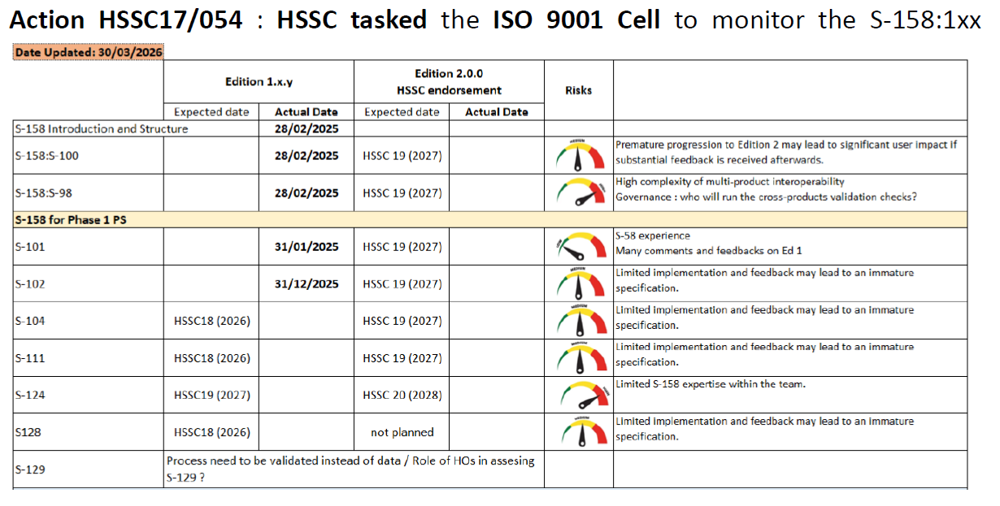 Action HSSC17/054 : HSSC tasked the ISO 9001 Cell to monitor the S-158:1xx
Date Updated: 30/03/2026
Edition 1.x.y
Edition 2.0.0
HSSC endorsement
Risks
Expected date
Actual Date
Expected date
Actual Date
S-158 Introduction and Structure
28/02/2025
S-158:S-100
28/02/2025
HSSC 19 (2027)
MEDIUM
Premature progression to Edition 2 may lead to significant user impact if
substantial feedback is received afterwards.
S-158:S-98
28/02/2025
HSSC 19 (2027)
High complexity of multi-product interoperability
Governance : who will run the cross-products validation checks?
S-158 for Phase 1 PS
S-101
31/01/2025
HSSC 19 (2027)
LOW
S-58 experience
Many comments and feedbacks on Ed 1
S-102
31/12/2025
HSSC 19 (2027)
MEDIUM
Limited implementation and feedback may lead to an immature
specification.
S-104
HSSC18 (2026)
HSSC 19 (2027)
MEDIUM
Limited implementation and feedback may lead to an immature
specification.
S-111
HSSC18 (2026)
HSSC 19 (2027)
MEDIUM
Limited implementation and feedback may lead to an immature
specification.
S-124
HSSC19 (2027)
HSSC 20 (2028)
Limited S-158 expertise within the team.
S128
HSSC18 (2026)
not planned
MEDIUM
Limited implementation and feedback may lead to an immature
specification.
S-129
Process need to be validated instead of data / Role of HOs in assesing
S-129 ?